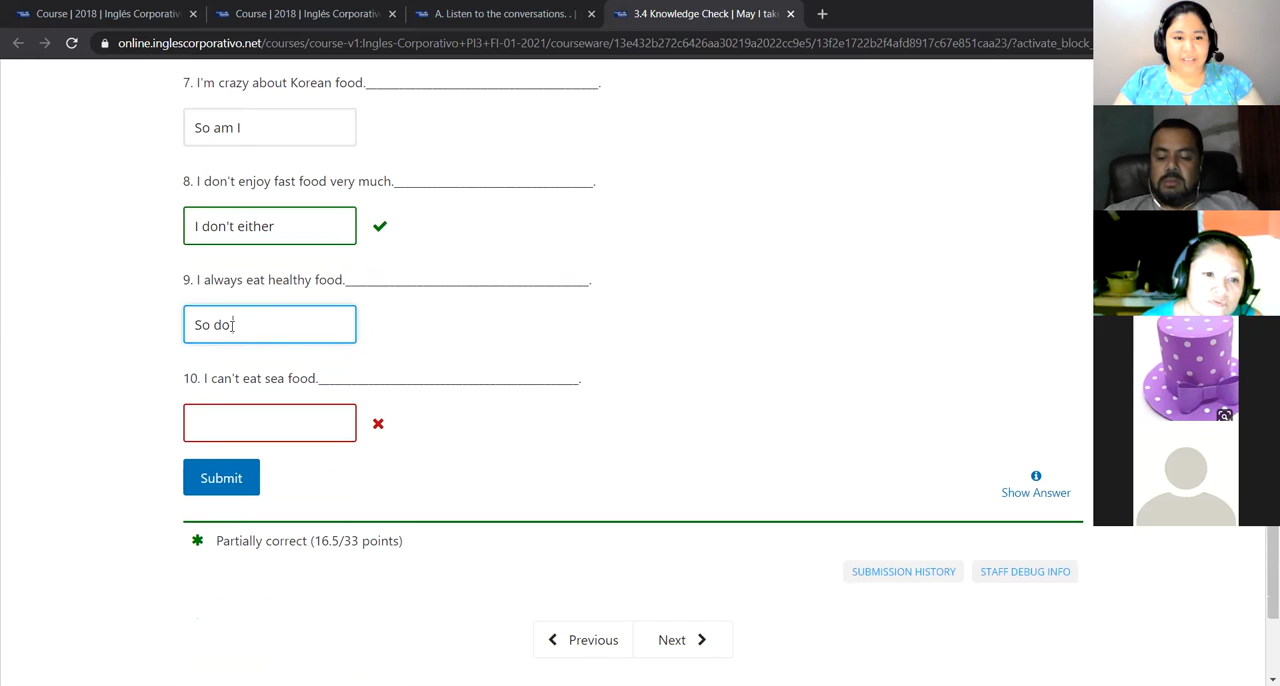 Course | 2018 | Inglés Corporativ
Course | 2018 | Inglés Corporativ
A. Listen to the conversations. . |
3.4 Knowledge Check | May I tak
online.inglescorporativo.net/courses/course-v1:Ingles-Corporativo+PI3+FI-01-2021/courseware/13e432b272c6426aa30219a2022cc9e5/13f2e1722b2f4afd8917c67e851caa23/?activate_block_
7. I'm crazy about Korean food.______________________________.
So am I
8. I don't enjoy fast food very much.__________________________.
I don't either
9. I always eat healthy food.________________________________.
So do
10. I can't eat sea food.__________________________________.
Submit
Show Answer
Partially correct (16.5/33 points)
SUBMISSION HISTORY
STAFF DEBUG INFO
Previous
Next